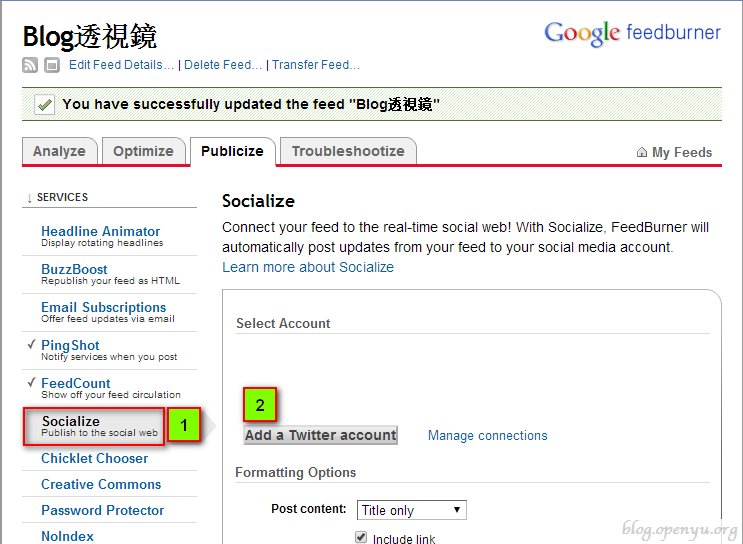 Blog透視鏡
Google feedburner
Edit Feed Details... | Delete Feed... | Transfer Feed...
You have successfully updated the feed "Blog透視鏡"
Analyze
Optimize
Publicize
Troubleshootize
My Feeds
↓ SERVICES
Headline Animator
Display rotating headlines
BuzzBoost
Republish your feed as HTML
Email Subscriptions
Offer feed updates via email
✓ PingShot
Notify services when you post
✓ FeedCount
Show off your feed circulation
Socialize
Publish to the social web
1
Chicklet Chooser
Creative Commons
Password Protector
NoIndex
Socialize
Connect your feed to the real-time social web! With Socialize, FeedBurner will
automatically post updates from your feed to your social media account.
Learn more about Socialize
Select Account
2
Add a Twitter account
Manage connections
Formatting Options
Post content: Title only
Include link
blog.openyu.org